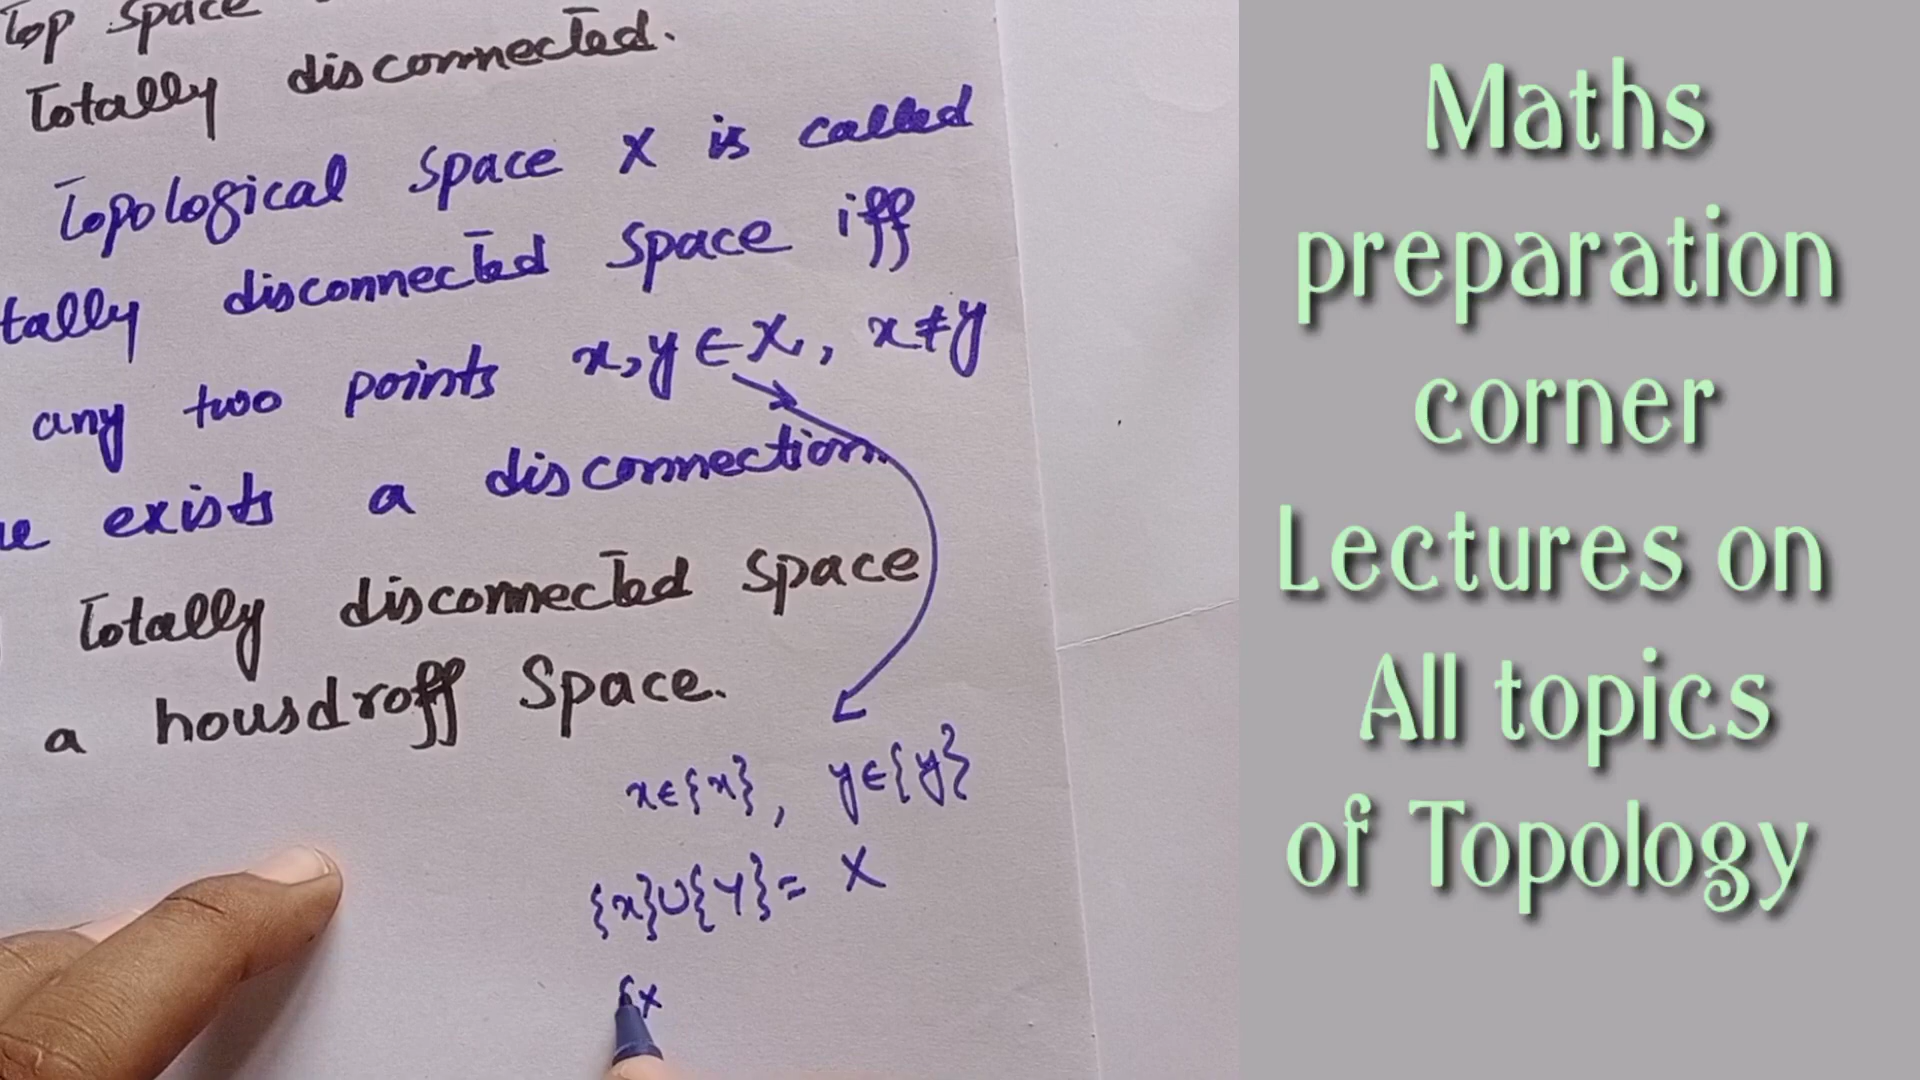 Top Space
Totally disconnected.
Topological Space X is called
tally disconnected Space iff
any two points x, y ∈ X, x ≠ y
exists a disconnection.
Totally disconnected Space
a housdroff Space.
x ∈ {x}, y ∈ {y}
{x} ∪ {y} = X
{x
Maths
preparation
corner
Lectures on
All topics
of Topology